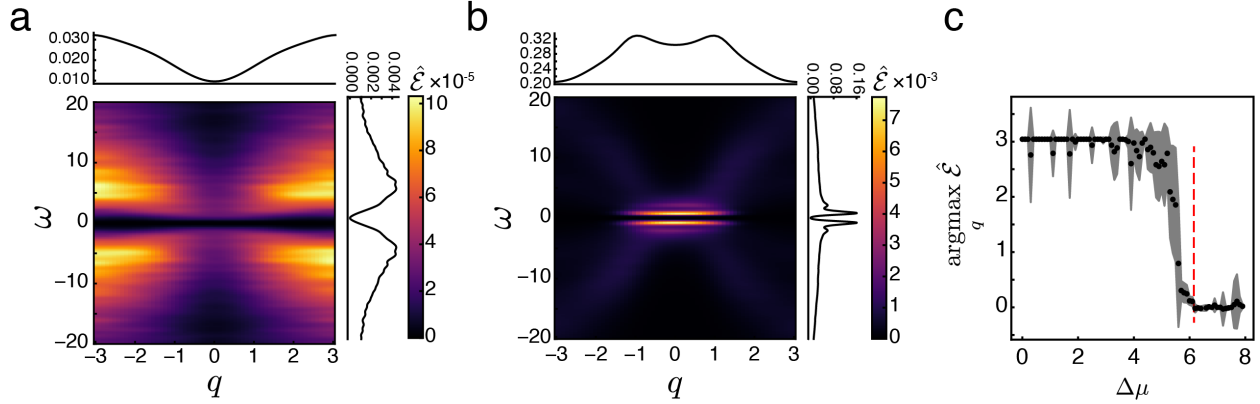 a
0.030
0.020
0.010
0.000
0.002
0.004
Ê ×10⁻⁵
20
10
0
−10
−20
ω
−3 −2 −1 0 1 2 3
q
10
8
6
4
2
0
b
0.32
0.28
0.24
0.20
0.00
0.08
0.16
Ê ×10⁻³
20
10
0
−10
−20
ω
−3 −2 −1 0 1 2 3
q
7
6
5
4
3
2
1
0
c
argmax Ê
q
3
2
1
0
0 2 4 6 8
Δμ